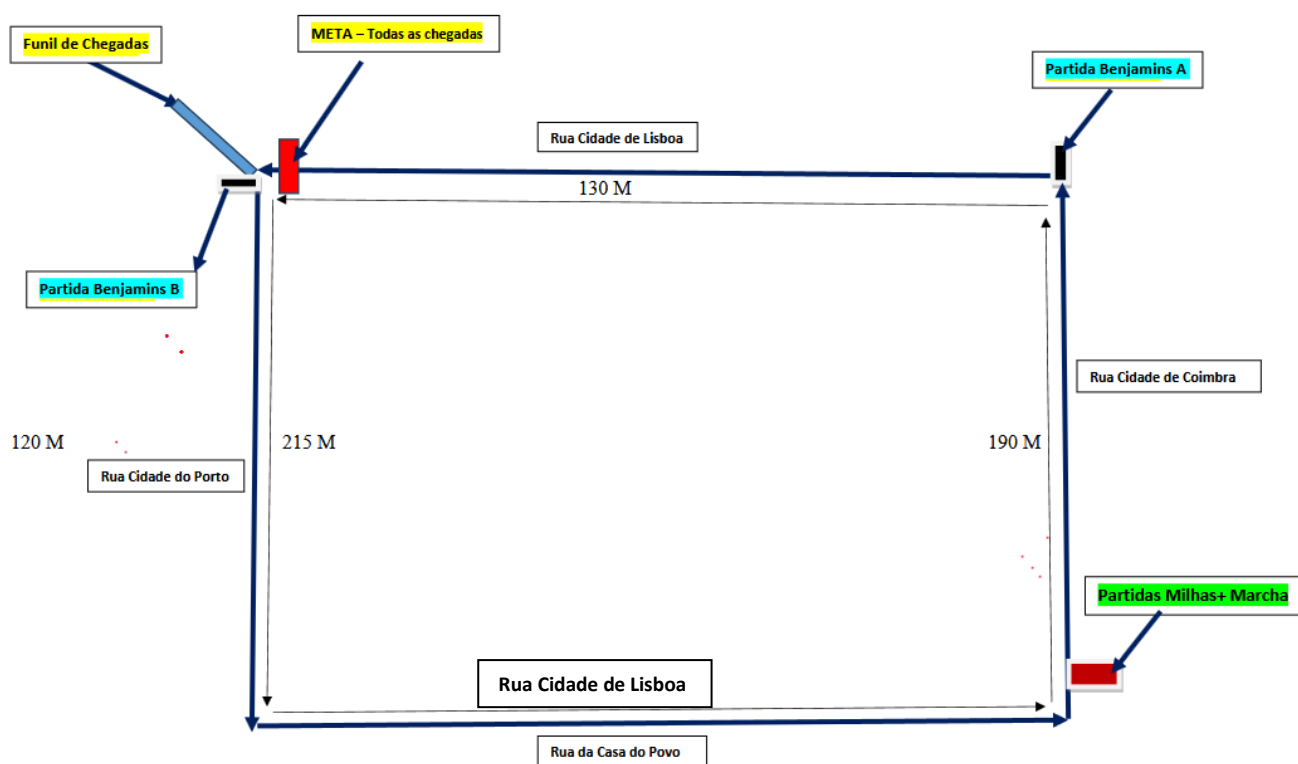 META – Todas as chegadas
Funil de Chegadas
Partida Benjamins A
Rua Cidade de Lisboa
130 M
Partida Benjamins B
Rua Cidade de Coimbra
120 M
215 M
190 M
Rua Cidade do Porto
Partidas Milhas+ Marcha
Rua Cidade de Lisboa
Rua da Casa do Povo